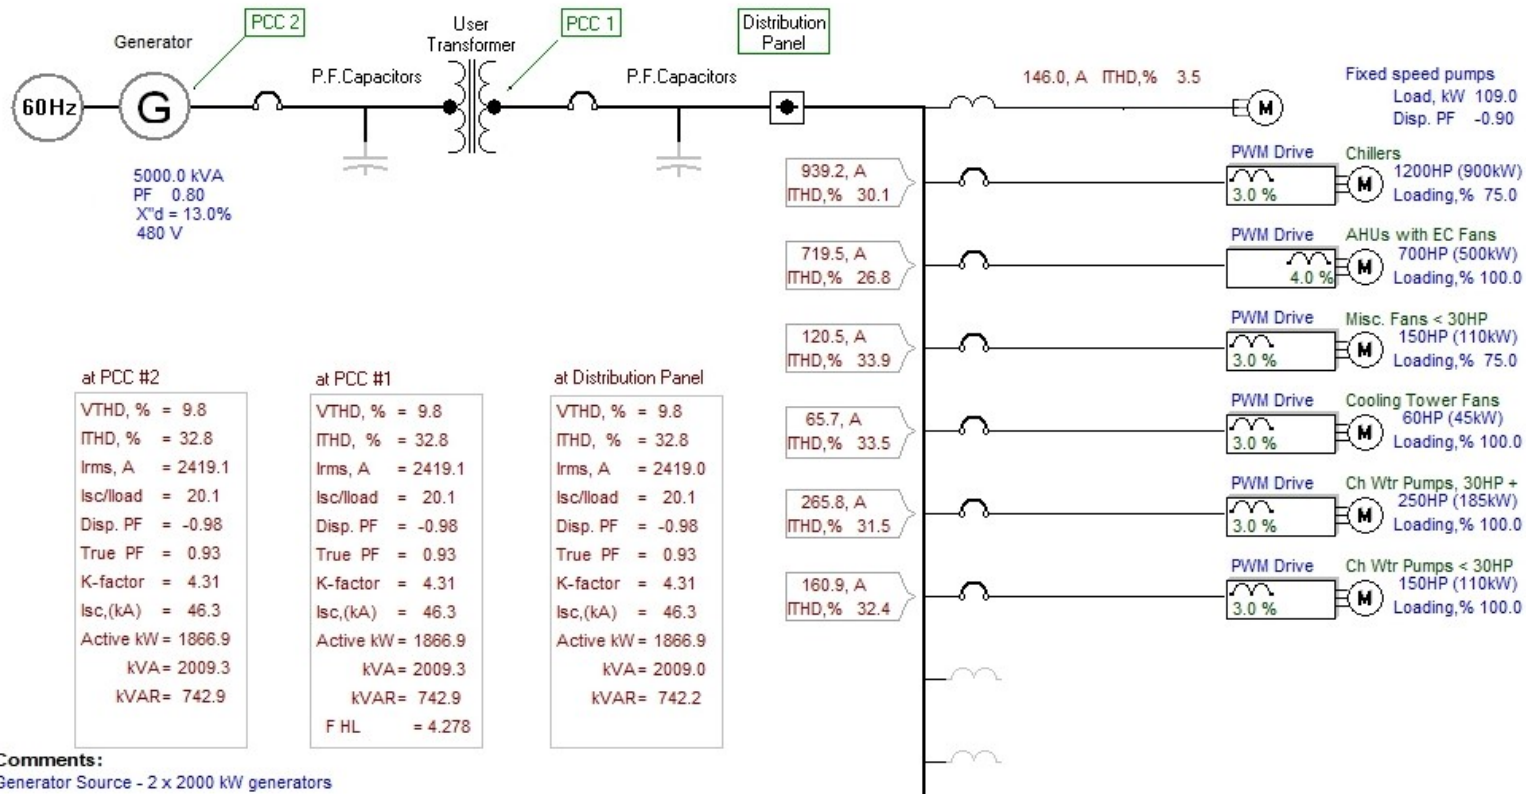 PCC 2
User
Transformer
PCC 1
Distribution
Panel
Generator
P.F.Capacitors
P.F.Capacitors
60Hz
G
5000.0 kVA
PF 0.80
X"d = 13.0%
480 V
146.0, A ITHD,% 3.5
M
Fixed speed pumps
Load, kW 109.0
Disp. PF -0.90
939.2, A
ITHD,% 30.1
PWM Drive
3.0 %
M
Chillers
1200HP (900kW)
Loading,% 75.0
719.5, A
ITHD,% 26.8
PWM Drive
4.0 %
M
AHUs with EC Fans
700HP (500kW)
Loading,% 100.0
120.5, A
ITHD,% 33.9
PWM Drive
3.0 %
M
Misc. Fans < 30HP
150HP (110kW)
Loading,% 75.0
65.7, A
ITHD,% 33.5
PWM Drive
3.0 %
M
Cooling Tower Fans
60HP (45kW)
Loading,% 100.0
265.8, A
ITHD,% 31.5
PWM Drive
3.0 %
M
Ch Wtr Pumps, 30HP +
250HP (185kW)
Loading,% 100.0
160.9, A
ITHD,% 32.4
PWM Drive
3.0 %
M
Ch Wtr Pumps < 30HP
150HP (110kW)
Loading,% 100.0
at PCC #2
VTHD, % = 9.8
ITHD, % = 32.8
Irms, A = 2419.1
Isc/Iload = 20.1
Disp. PF = -0.98
True PF = 0.93
K-factor = 4.31
Isc,(kA) = 46.3
Active kW = 1866.9
kVA= 2009.3
kVAR= 742.9
at PCC #1
VTHD, % = 9.8
ITHD, % = 32.8
Irms, A = 2419.1
Isc/Iload = 20.1
Disp. PF = -0.98
True PF = 0.93
K-factor = 4.31
Isc,(kA) = 46.3
Active kW = 1866.9
kVA= 2009.3
kVAR= 742.9
F HL = 4.278
at Distribution Panel
VTHD, % = 9.8
ITHD, % = 32.8
Irms, A = 2419.0
Isc/Iload = 20.1
Disp. PF = -0.98
True PF = 0.93
K-factor = 4.31
Isc,(kA) = 46.3
Active kW = 1866.9
kVA= 2009.0
kVAR= 742.2
Comments:
Generator Source - 2 x 2000 kW generators